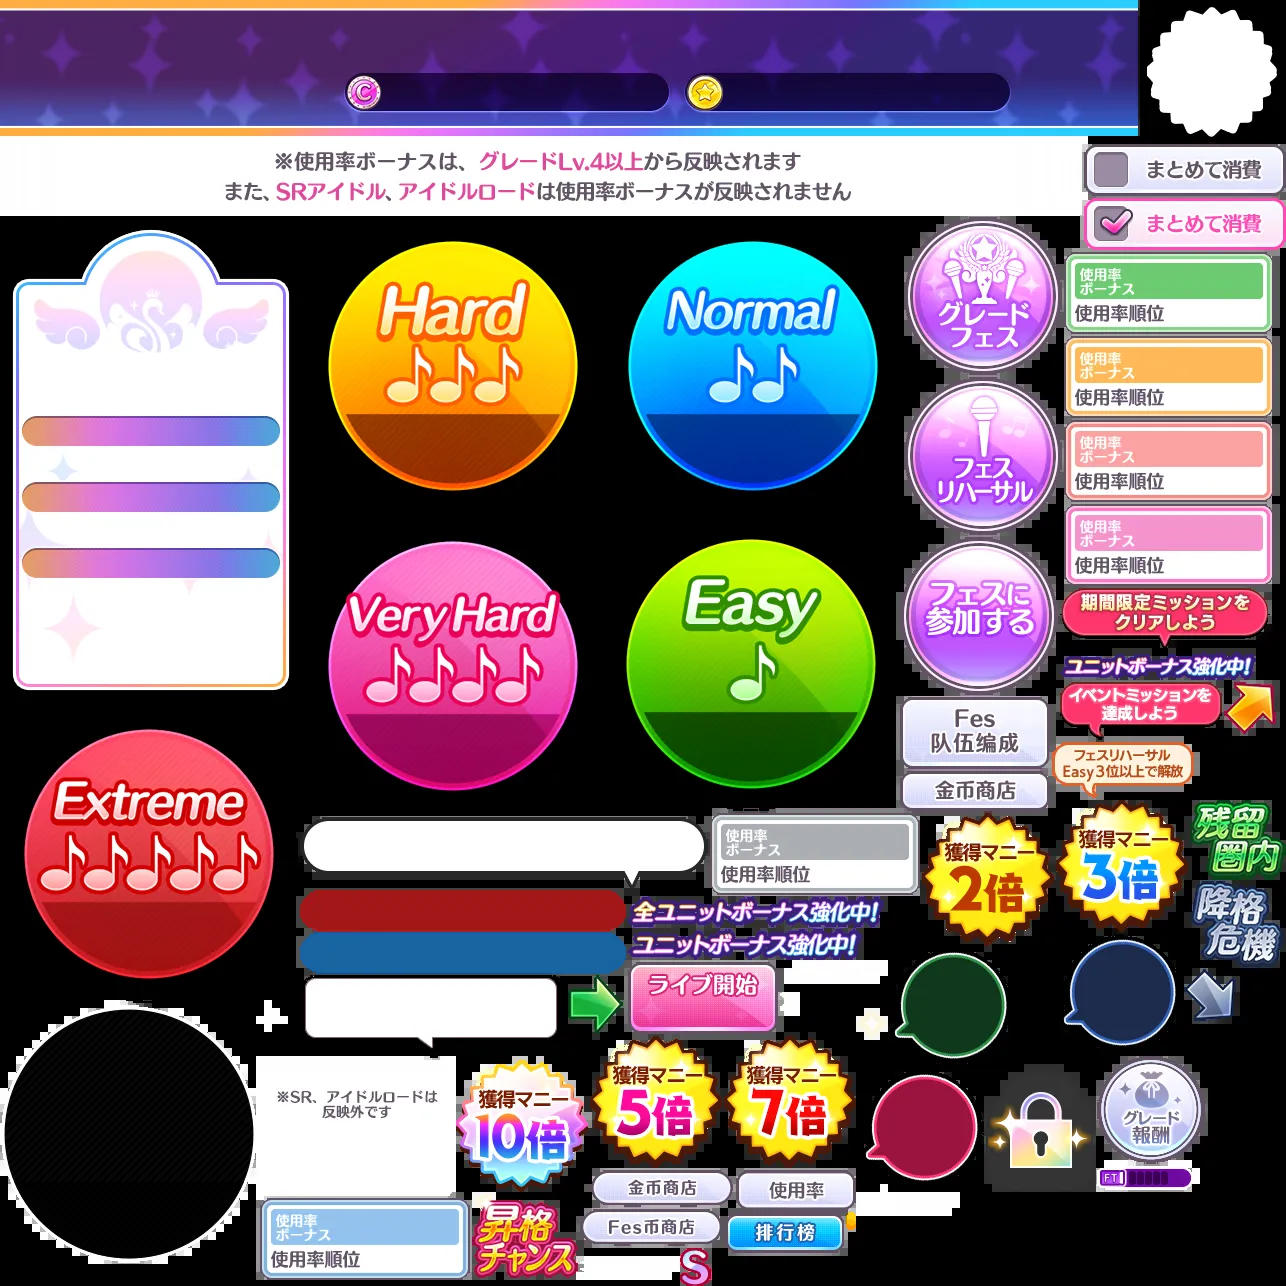 C
※使用率ボーナスは、グレードLv.4以上から反映されます
また、SRアイドル、アイドルロードは使用率ボーナスが反映されません
まとめて消費
まとめて消費
Hard
Normal
グレード
フェス
使用率
ボーナス
使用率順位
使用率
ボーナス
使用率順位
フェス
リハーサル
使用率
ボーナス
使用率順位
使用率
ボーナス
使用率順位
Very Hard
Easy
フェスに
参加する
期間限定ミッションを
クリアしよう
ユニットボーナス強化中!
イベントミッションを
達成しよう
Fes
队伍编成
フェスリハーサル
Easy3位以上で解放
金币商店
Extreme
使用率
ボーナス
使用率順位
獲得マニー
2倍
獲得マニー
3倍
残留
圏内
降格
危機
全ユニットボーナス強化中!
ユニットボーナス強化中!
ライブ開始
※SR、アイドルロードは
反映外です
獲得マニー
10倍
獲得マニー
5倍
獲得マニー
7倍
グレード
報酬
FT
金币商店
使用率
使用率
ボーナス
使用率順位
昇格
チャンス
Fes币商店
排行榜
S